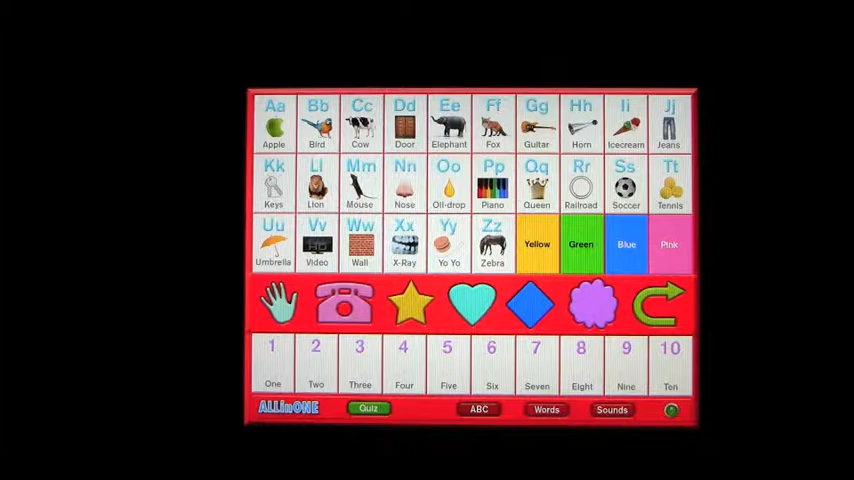 Aa Bb Cc Dd Ee Ff Gg Hh Ii Jj
Apple Bird Cow Door Elephant Fox Guitar Horn Icecream Jeans
Kk Ll Mm Nn Oo Pp Qq Rr Ss Tt
Keys Lion Mouse Nose Oil-drop Piano Queen Railroad Soccer Tennis
Uu Vv Ww Xx Yy Zz Yellow Green Blue Pink
HD
Umbrella Video Wall X-Ray Yo Yo Zebra
1 2 3 4 5 6 7 8 9 10
One Two Three Four Five Six Seven Eight Nine Ten
ALLinONE Quiz ABC Words Sounds